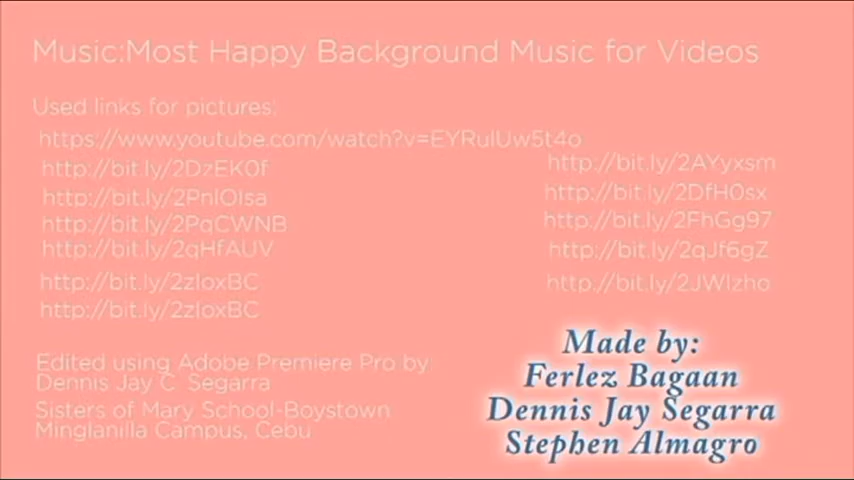 Music:Most Happy Background Music for Videos
Used links for pictures:
https://www.youtube.com/watch?v=EYRulUw5t4o
http://bit.ly/2DzEK0f
http://bit.ly/2PnIOIsa
http://bit.ly/2PqCWNB
http://bit.ly/2qHfAUV
http://bit.ly/2zIoxBC
http://bit.ly/2zIoxBC
http://bit.ly/2AYyxsm
http://bit.ly/2DfH0sx
http://bit.ly/2FhGg97
http://bit.ly/2qJf6gZ
http://bit.ly/2JWIzho
Edited using Adobe Premiere Pro by:
Dennis Jay C. Segarra
Sisters of Mary School-Boystown
Minglanilla Campus, Cebu
Made by:
Ferlez Bagaan
Dennis Jay Segarra
Stephen Almagro